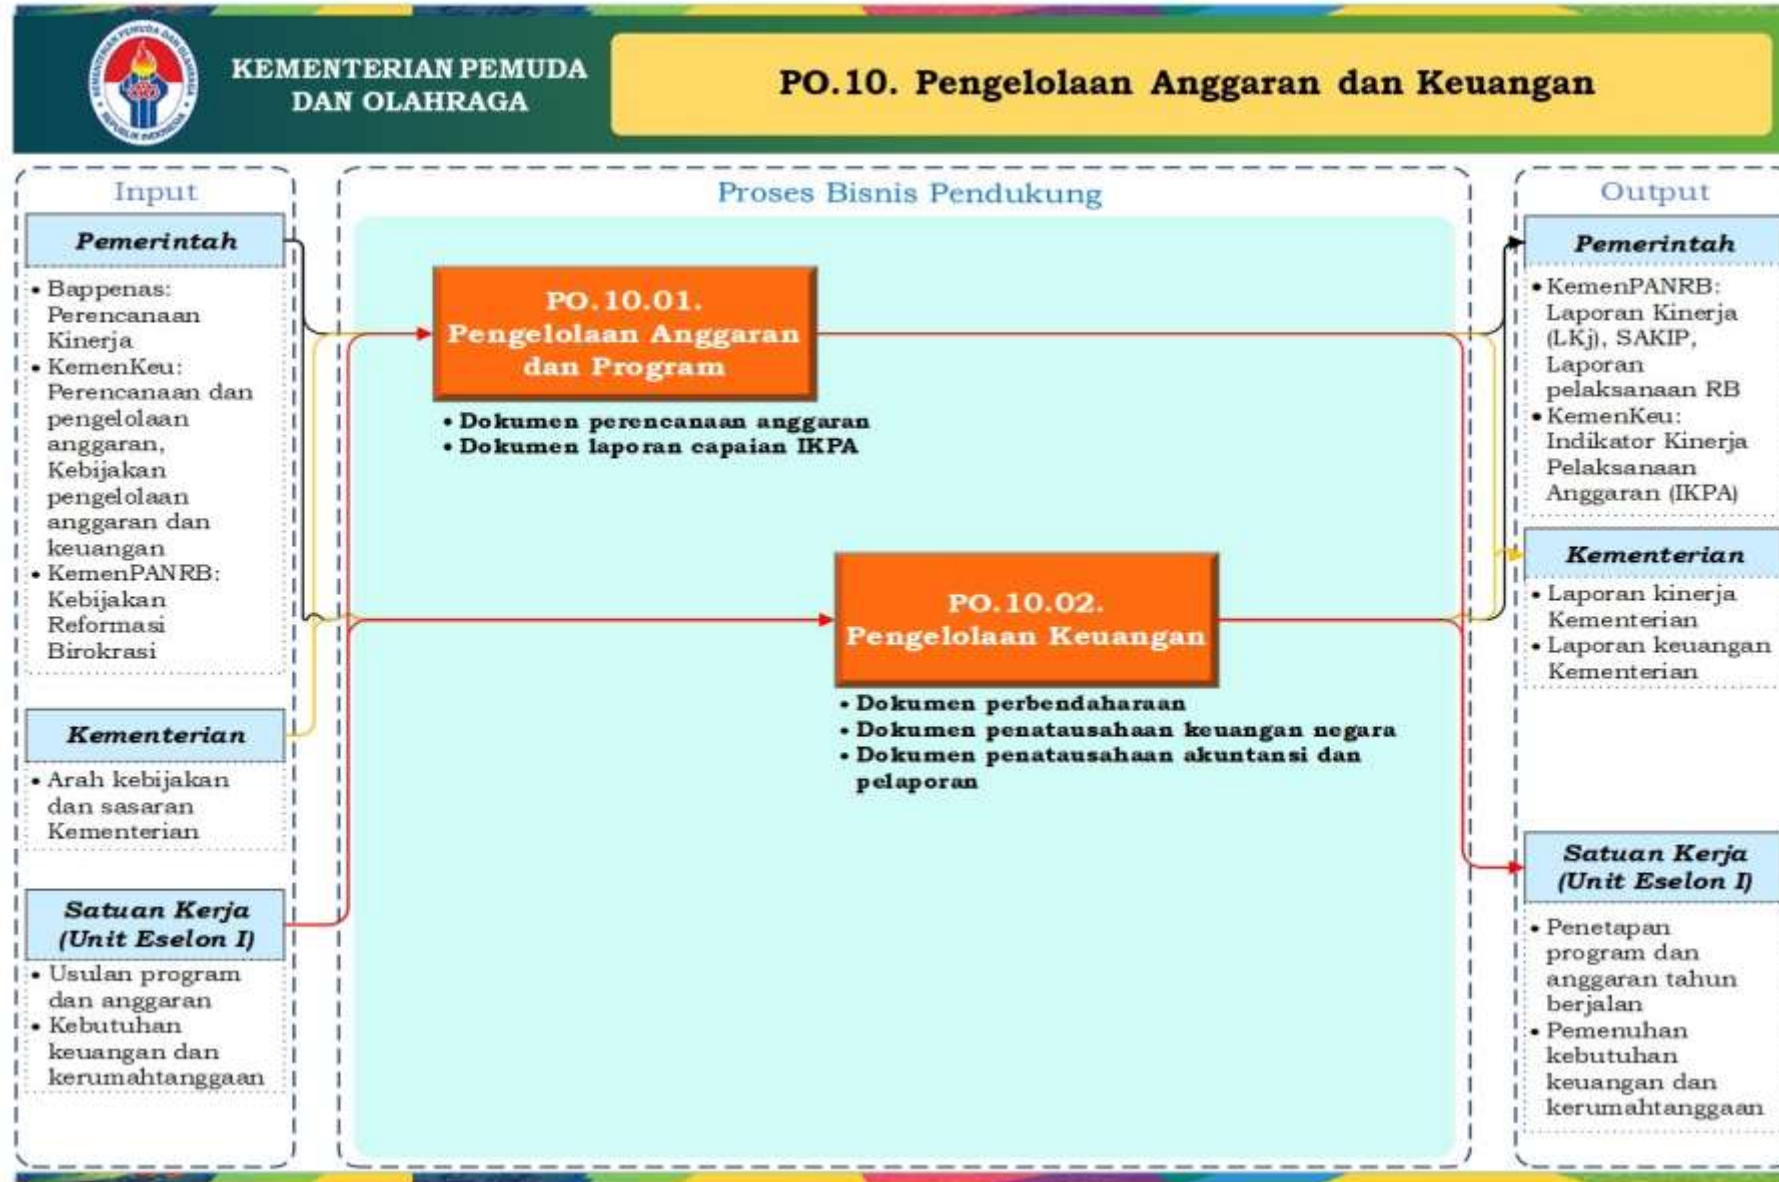 KEMENTERIAN PEMUDA DAN OLAHRAGA
REPUBLIK INDONESIA
KEMENTERIAN PEMUDA
DAN OLAHRAGA
PO.10. Pengelolaan Anggaran dan Keuangan
Input
Pemerintah
• Bappenas:
Perencanaan
Kinerja
• KemenKeu:
Perencanaan dan
pengelolaan
anggaran,
Kebijakan
pengelolaan
anggaran dan
keuangan
• KemenPANRB:
Kebijakan
Reformasi
Birokrasi
Kementerian
• Arah kebijakan
dan sasaran
Kementerian
Satuan Kerja
(Unit Eselon I)
• Usulan program
dan anggaran
• Kebutuhan
keuangan dan
kerumahtanggaan
Proses Bisnis Pendukung
PO.10.01.
Pengelolaan Anggaran
dan Program
• Dokumen perencanaan anggaran
• Dokumen laporan capaian IKPA
PO.10.02.
Pengelolaan Keuangan
• Dokumen perbendaharaan
• Dokumen penatausahaan keuangan negara
• Dokumen penatausahaan akuntansi dan
pelaporan
Output
Pemerintah
• KemenPANRB:
Laporan Kinerja
(LKj), SAKIP,
Laporan
pelaksanaan RB
• KemenKeu:
Indikator Kinerja
Pelaksanaan
Anggaran (IKPA)
Kementerian
• Laporan kinerja
Kementerian
• Laporan keuangan
Kementerian
Satuan Kerja
(Unit Eselon I)
• Penetapan
program dan
anggaran tahun
berjalan
• Pemenuhan
kebutuhan
keuangan dan
kerumahtanggaan